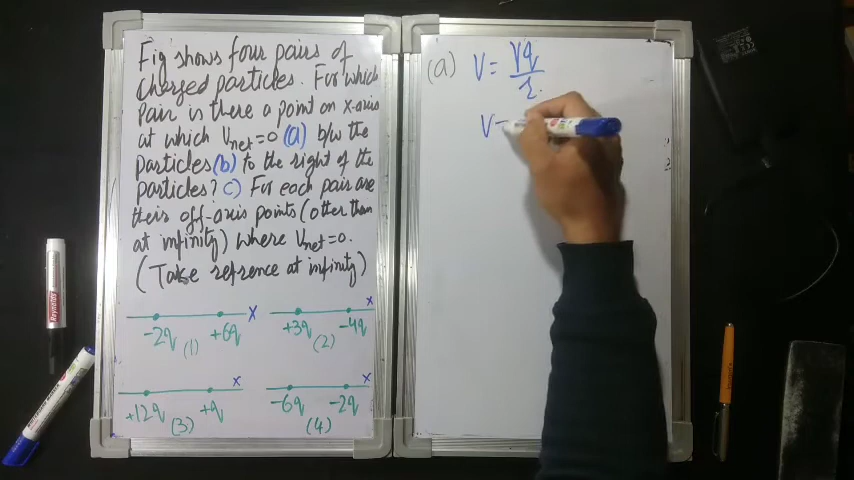 Fig shows four pairs of
charged particles. For which
pair is there a point on x-axis
at which Vnet=0 (a) b/w the
particles (b) to the right of the
particles? c) For each pair are
their off-axis points (other than
at infinity) where Vnet=0.
(Take refrence at infinity)
x
-2q +6q
(1)
x
+3q -4q
(2)
x
+12q +q
(3)
x
-6q -2q
(4)
(a) V = 
q
V=
Reynolds